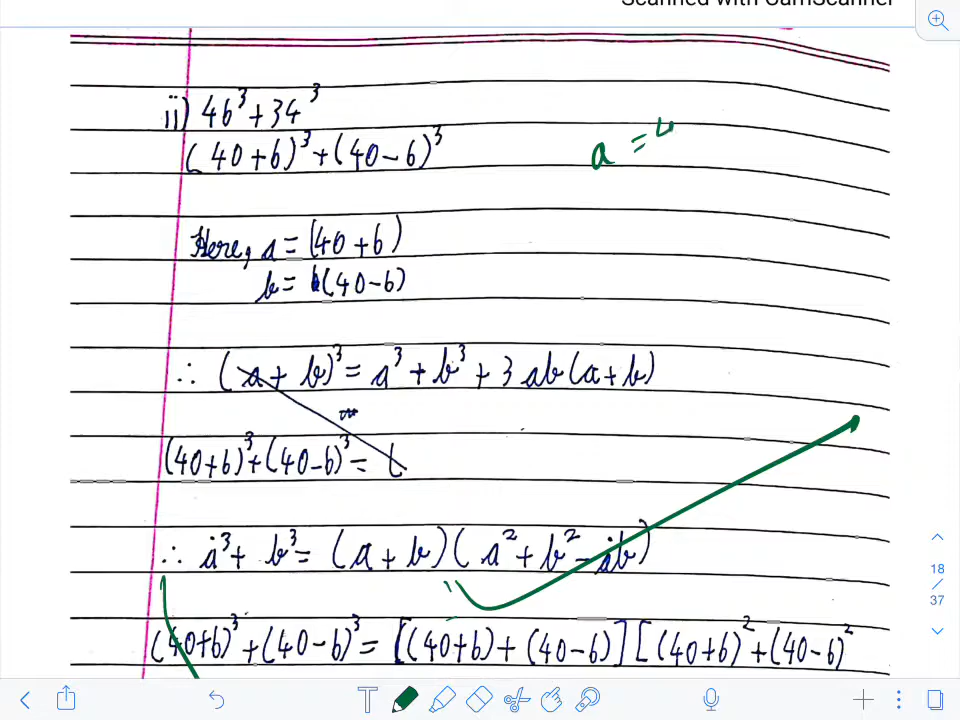 Scanned with CamScanner
ii) 46³ + 34³
(40+6)³ + (40-6)³
a = 4
Here, a = (40+6)
b = (40-6)
∴ (a + b)³ = a³ + b³ + 3ab(a+b)
(40+6)³+(40-6)³ = (
∴ a³ + b³ = (a + b)(a² + b² - ab)
(40+6)³ + (40-6)³ = [(40+6) + (40-6)] [(40+6)² + (40-6)²
18
/
37
T